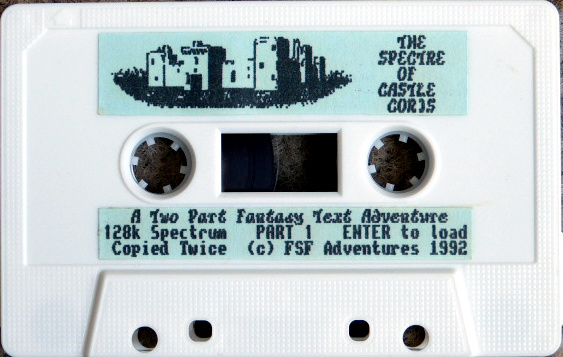 THE
SPECTRE
OF
CASTLE
CORIS
A Two Part Fantasy Text Adventure
128k Spectrum PART 1 ENTER to load
Copied Twice (c) FSF Adventures 1992